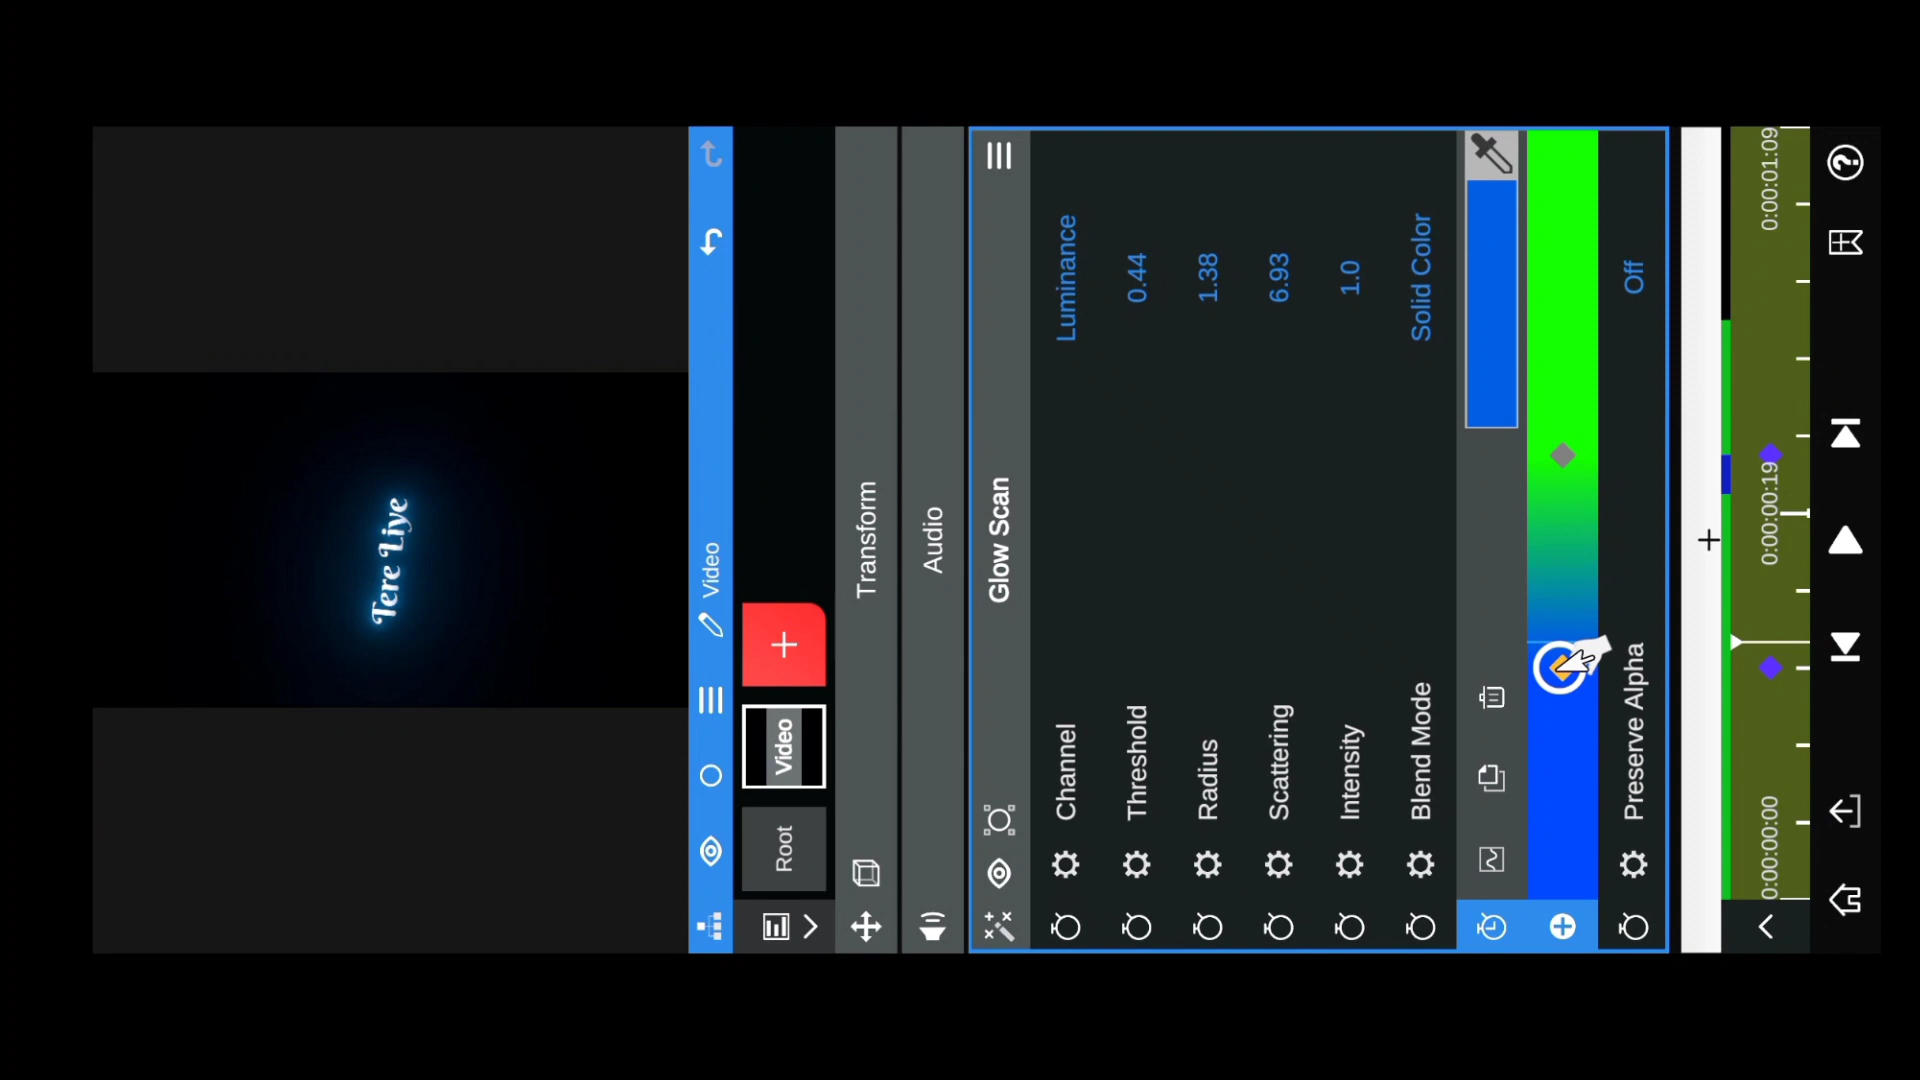 Tere Liye
Video
Root
Video
Transform
Audio
Glow Scan
Channel Luminance
Threshold 0.44
Radius 1.38
Scattering 6.93
Intensity 1.0
Blend Mode Solid Color
Preserve Alpha Off
0:00:00:00 0:00:00:19 0:00:01:09